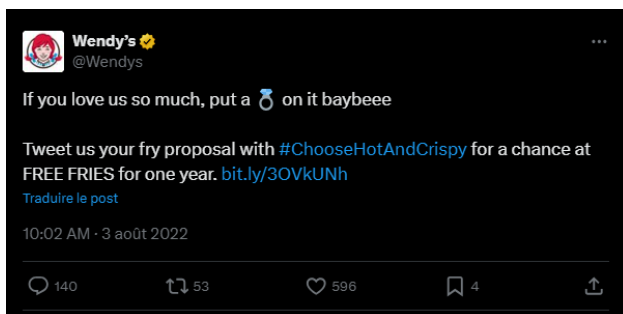 Wendy's
@Wendys
If you love us so much, put a 💍 on it baybeee
Tweet us your fry proposal with #ChooseHotAndCrispy for a chance at
FREE FRIES for one year. bit.ly/3OVkUNh
Traduire le post
10:02 AM · 3 août 2022
140 53 596 4